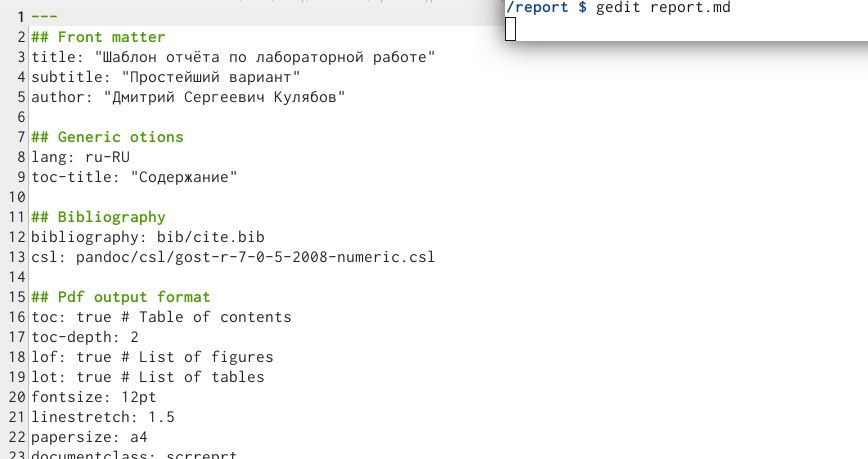 1 ---
2 ## Front matter
3 title: "Шаблон отчёта по лабораторной работе"
4 subtitle: "Простейший вариант"
5 author: "Дмитрий Сергеевич Кулябов"
6
7 ## Generic otions
8 lang: ru-RU
9 toc-title: "Содержание"
10
11 ## Bibliography
12 bibliography: bib/cite.bib
13 csl: pandoc/csl/gost-r-7-0-5-2008-numeric.csl
14
15 ## Pdf output format
16 toc: true # Table of contents
17 toc-depth: 2
18 lof: true # List of figures
19 lot: true # List of tables
20 fontsize: 12pt
21 linestretch: 1.5
22 papersize: a4
23 documentclass: scrreprt
/report $ gedit report.md